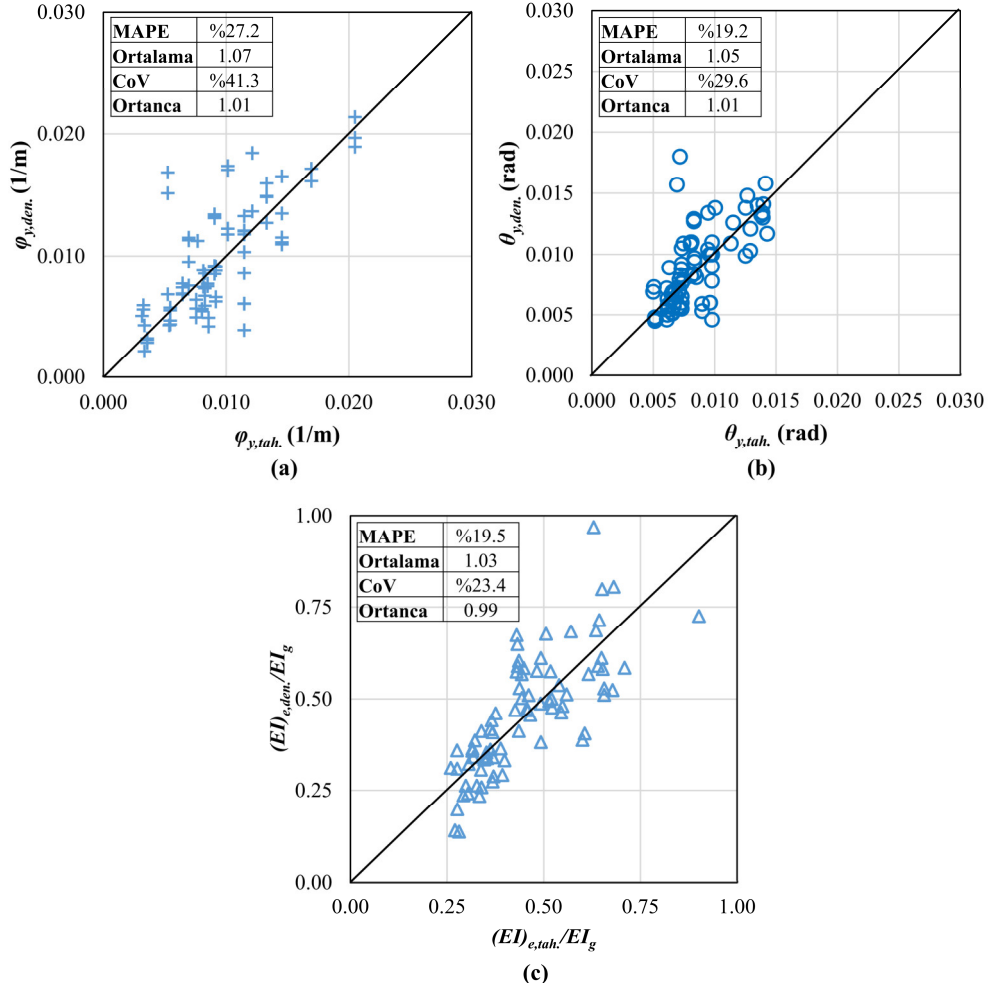 0.030
MAPE %27.2
Ortalama 1.07
CoV %41.3
Ortanca 1.01
0.020
0.010
0.000
φy,den. (1/m)
0.000 0.010 0.020 0.030
φy,tah. (1/m)
(a)
0.030
MAPE %19.2
Ortalama 1.05
CoV %29.6
Ortanca 1.01
0.025
0.020
0.015
0.010
0.005
0.000
θy,den. (rad)
0.000 0.005 0.010 0.015 0.020 0.025 0.030
θy,tah. (rad)
(b)
1.00
MAPE %19.5
Ortalama 1.03
CoV %23.4
Ortanca 0.99
0.75
0.50
0.25
0.00
(EI)e,den./EIg
0.00 0.25 0.50 0.75 1.00
(EI)e,tah./EIg
(c)